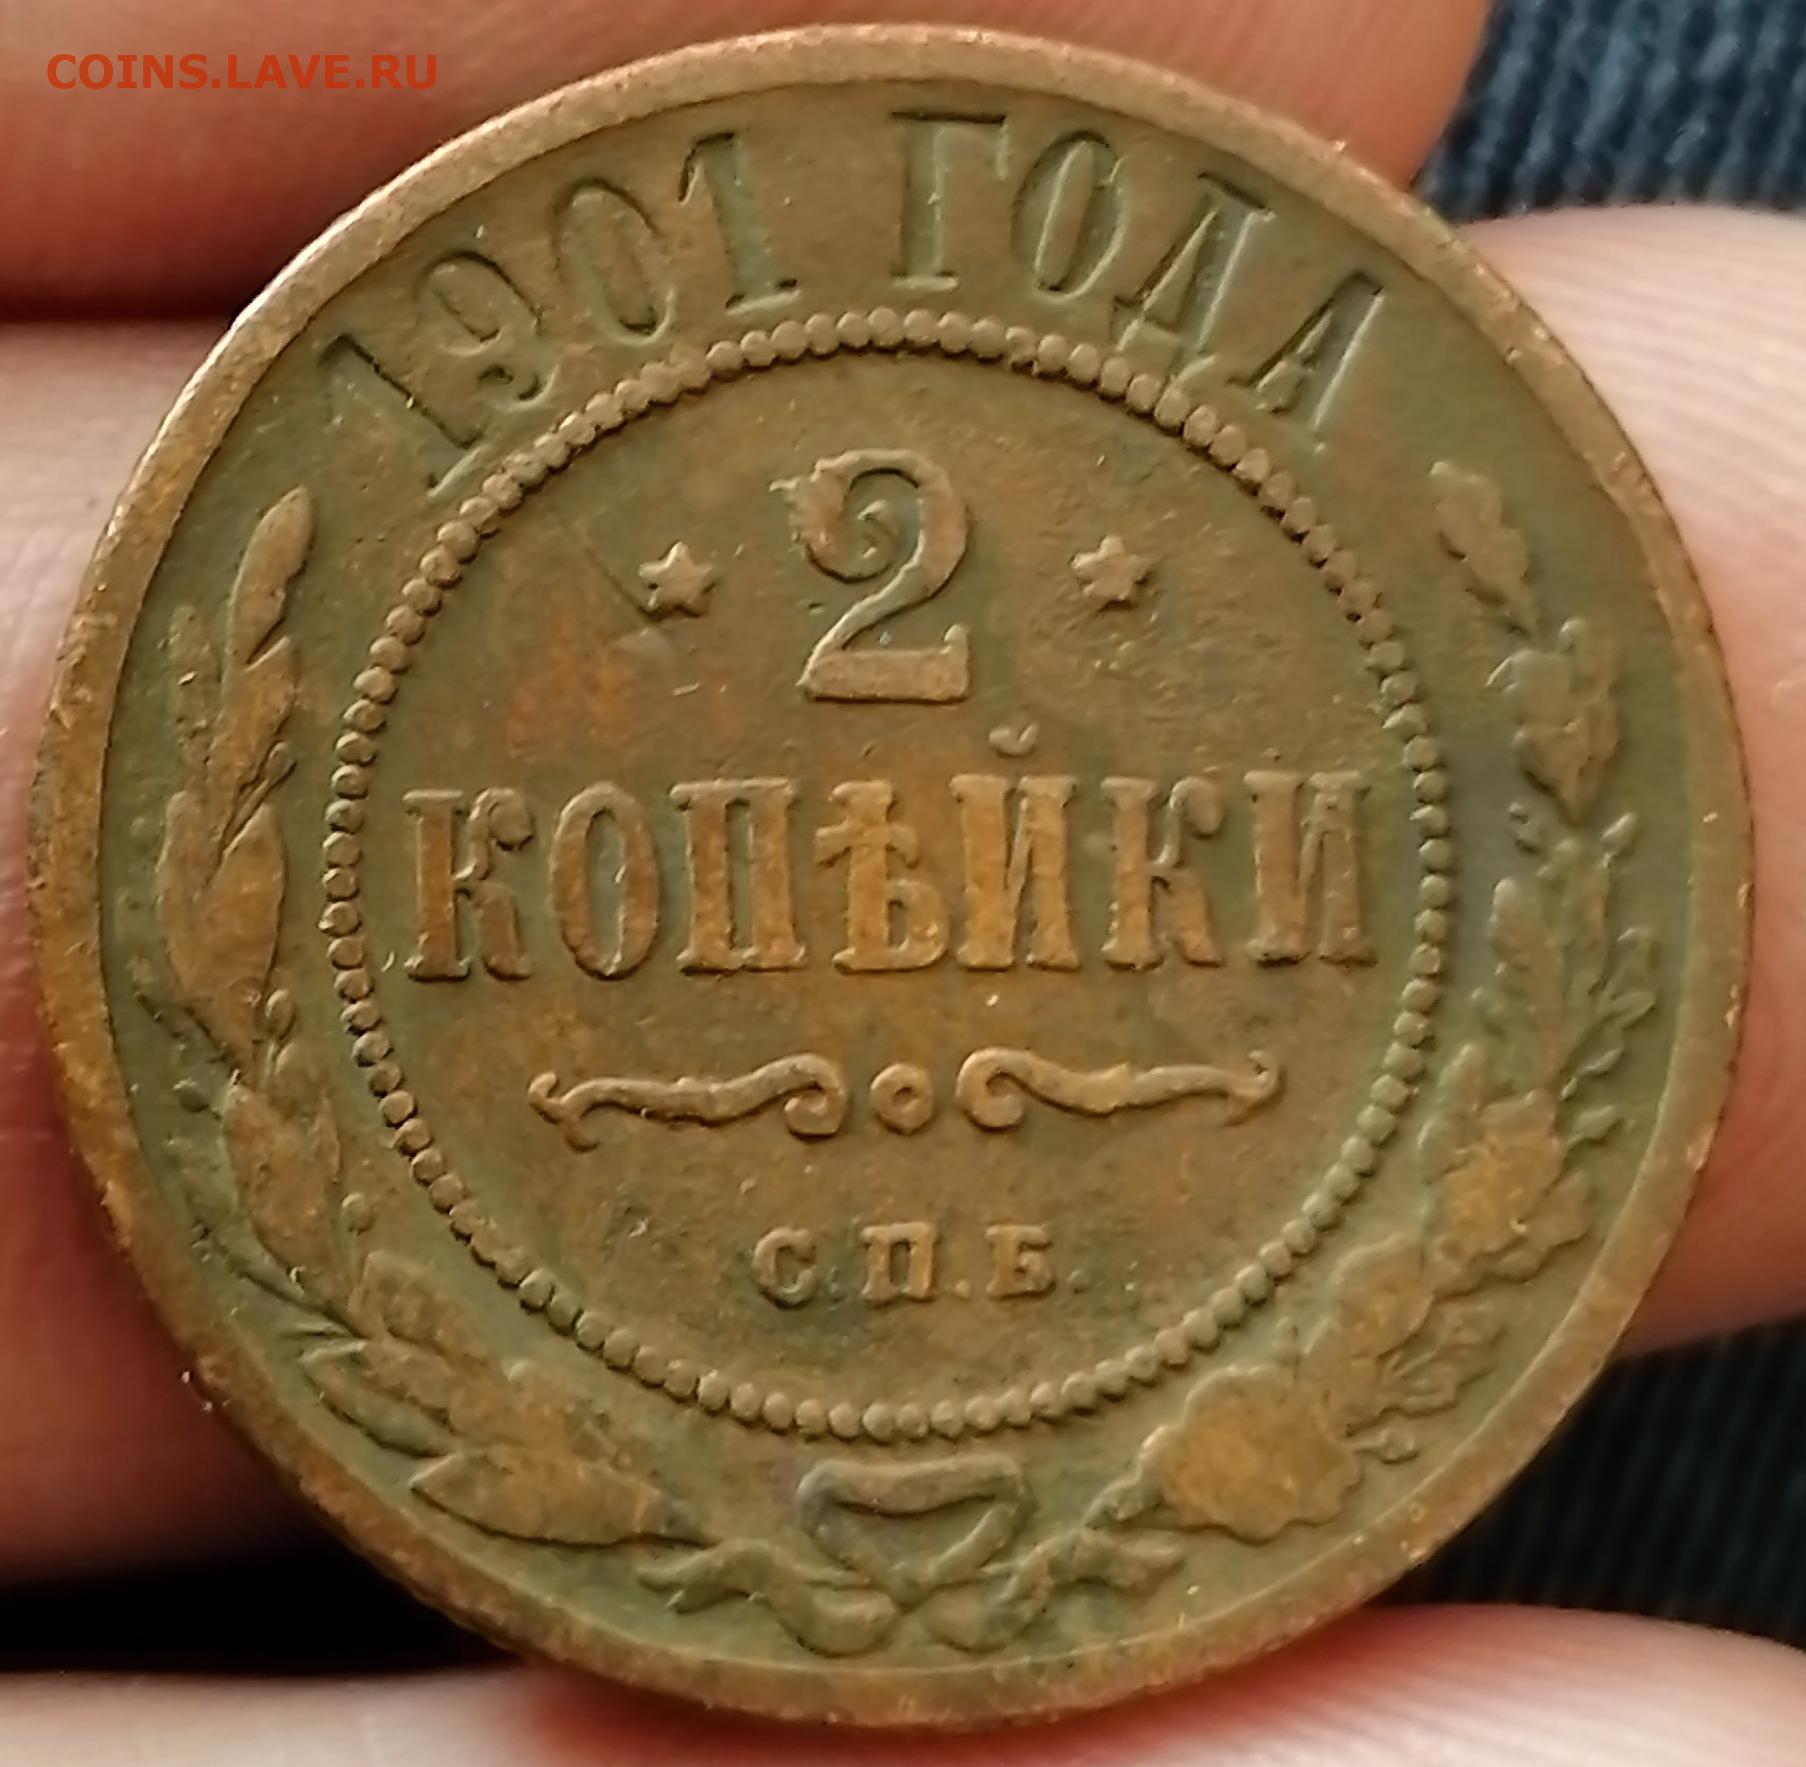 COINS.LAVE.RU
1901 ГОДА
2
КОПѢЙКИ
С.П.Б.